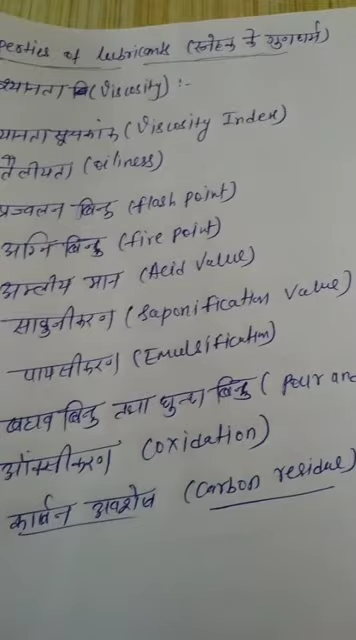 perties of lubricants (स्नेहक के गुणधर्म)
श्यानता (Viscosity) :-
श्यानता सूचकांक (Viscosity Index)
तैलीयता (oiliness)
प्रज्वलन बिन्दु (flash point)
अग्नि बिन्दु (fire point)
अम्लीय मान (Acid Value)
साबुनीकरण (Saponification Value)
पायसीकरण (Emulsification)
बहाव बिन्दु तथा धुन्ध बिन्दु (pour and
ऑक्सीकरण (oxidation)
कार्बन अवशेष (Carbon residue)